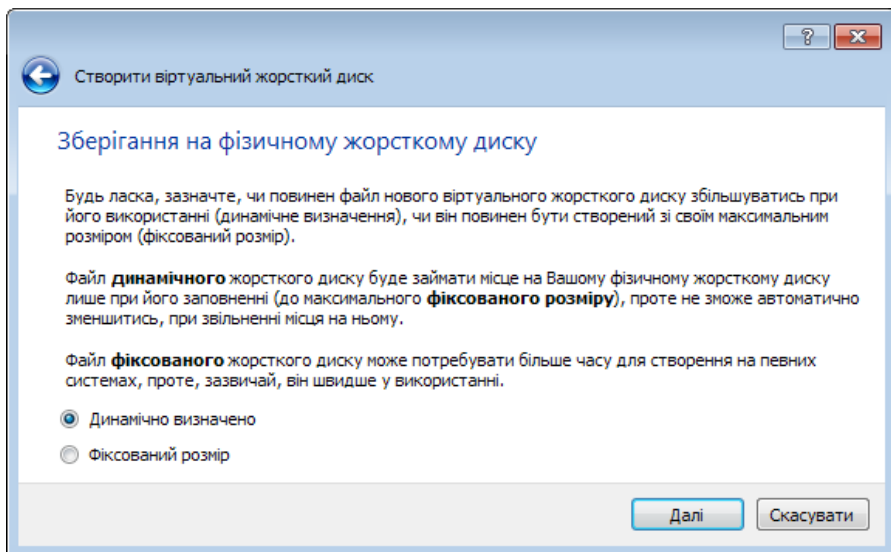 Створити віртуальний жорсткий диск
Зберігання на фізичному жорсткому диску
Будь ласка, зазначте, чи повинен файл нового віртуального жорсткого диску збільшуватись при
його використанні (динамічне визначення), чи він повинен бути створений зі своїм максимальним
розміром (фіксований розмір).
Файл динамічного жорсткого диску буде займати місце на Вашому фізичному жорсткому диску
лише при його заповненні (до максимального фіксованого розміру), проте не зможе автоматично
зменшитись, при звільненні місця на ньому.
Файл фіксованого жорсткого диску може потребувати більше часу для створення на певних
системах, проте, зазвичай, він швидше у використанні.
Динамічно визначено
Фіксований розмір
Далі
Скасувати